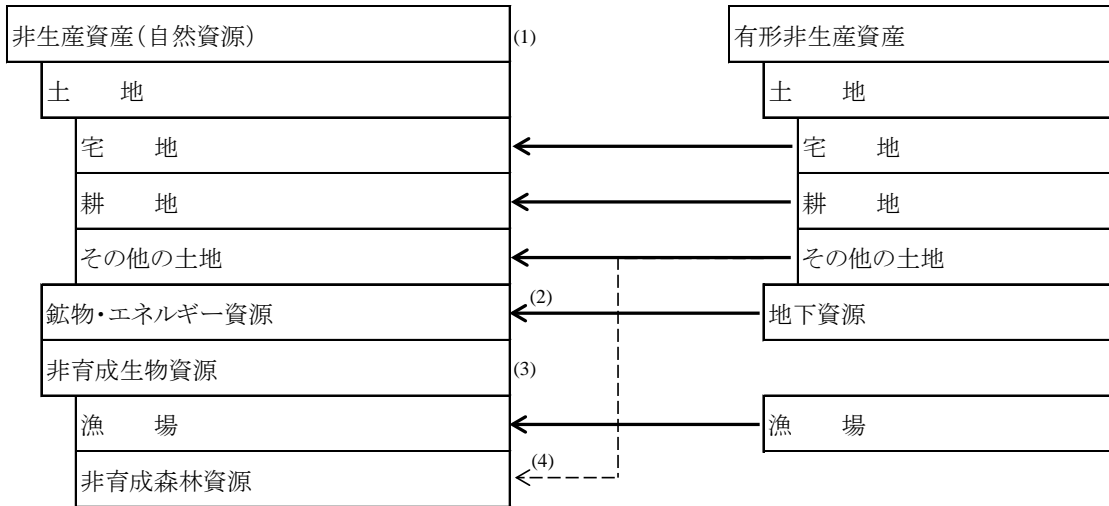 非生産資産(自然資源) (1) 有形非生産資産
土　　地 土　　地
宅　　地 宅　　地
耕　　地 耕　　地
その他の土地 その他の土地
鉱物・エネルギー資源 (2) 地下資源
非育成生物資源 (3)
漁　　場 漁　　場
非育成森林資源 (4)